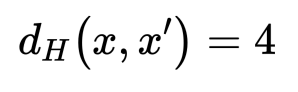 d_H(x, x') = 4